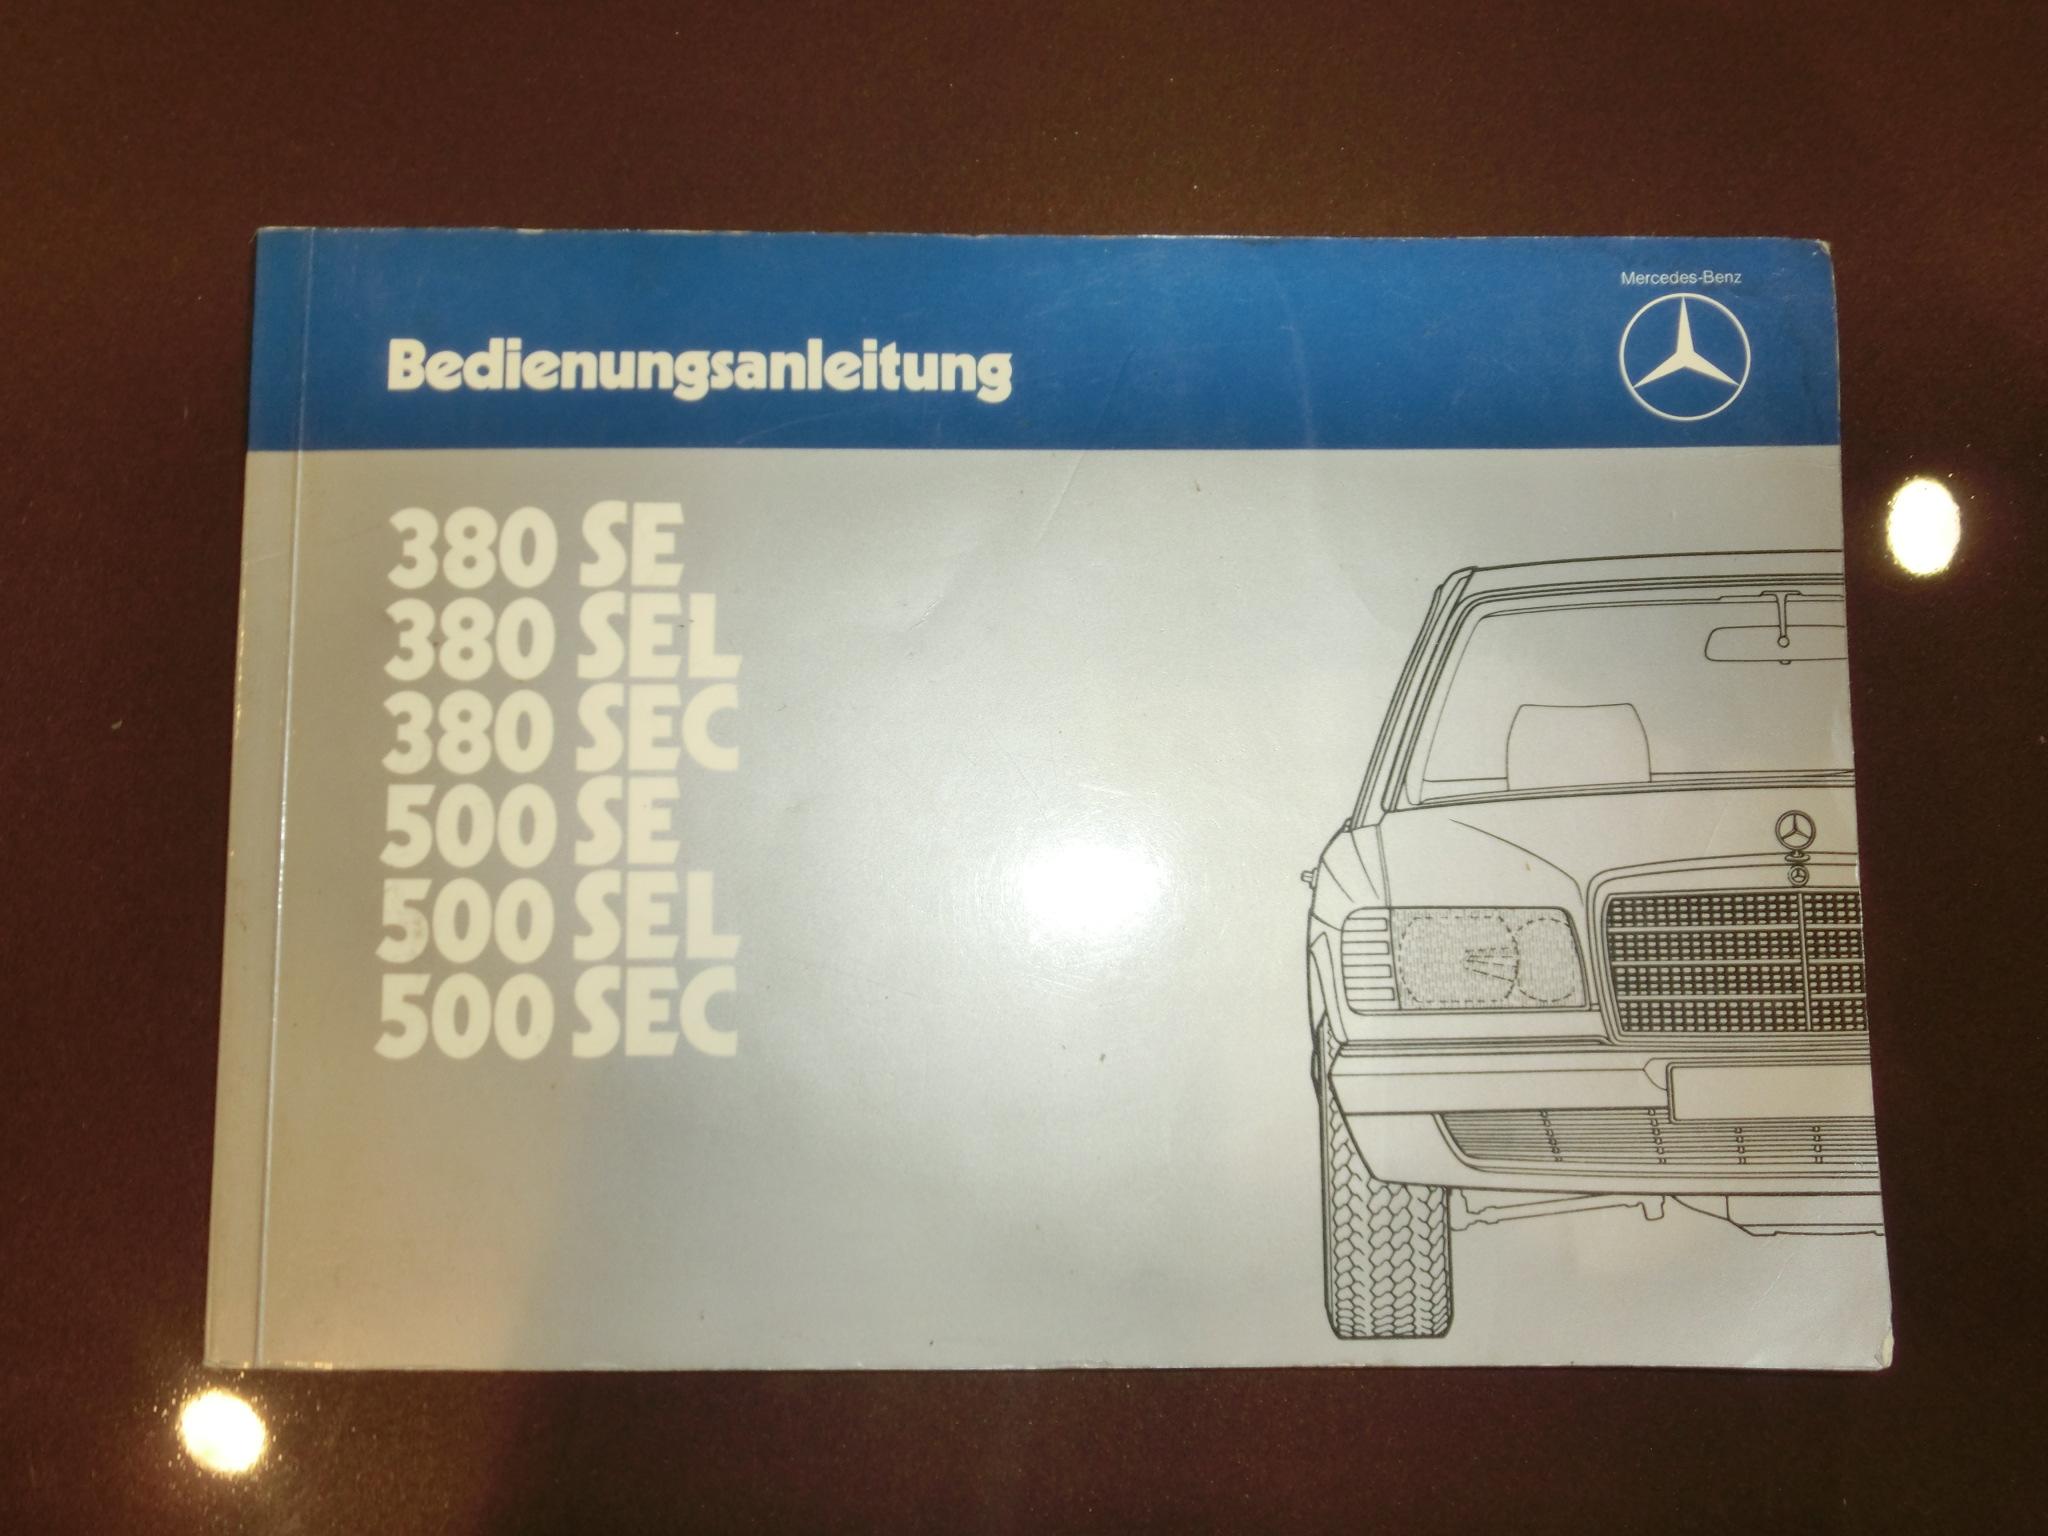 Mercedes-Benz
Bedienungsanleitung
380 SE
380 SEL
380 SEC
500 SE
500 SEL
500 SEC